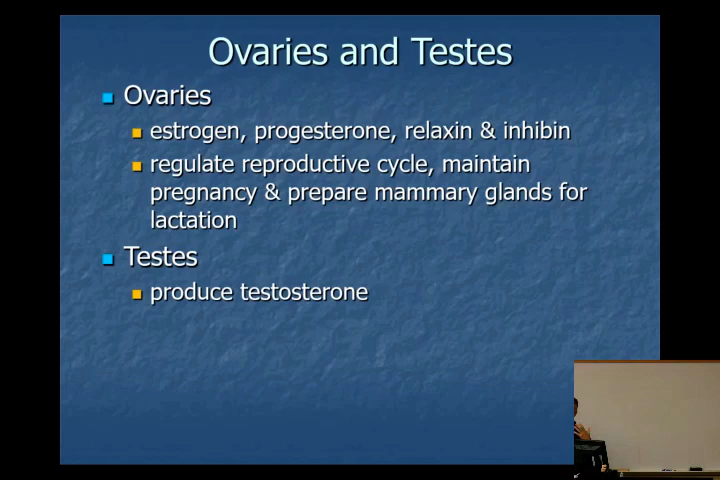 Ovaries and Testes
Ovaries
estrogen, progesterone, relaxin & inhibin
regulate reproductive cycle, maintain
pregnancy & prepare mammary glands for
lactation
Testes
produce testosterone